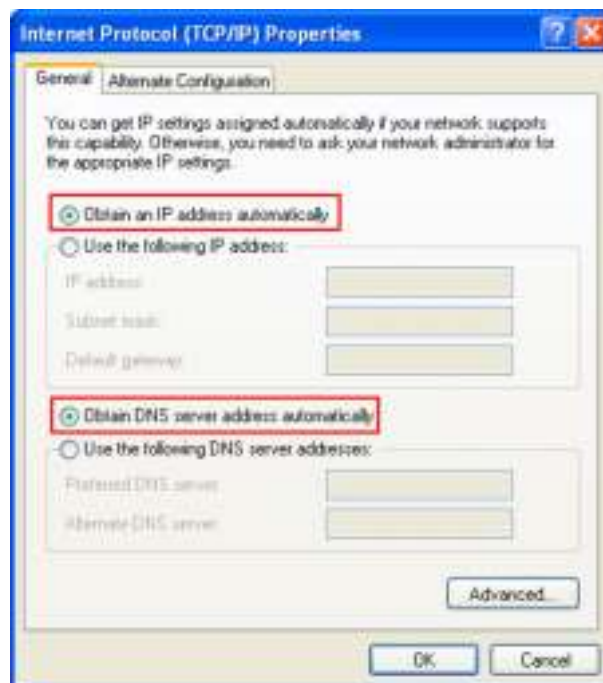 Internet Protocol (TCP/IP) Properties
General
Alternate Configuration
You can get IP settings assigned automatically if your network supports
this capability. Otherwise, you need to ask your network administrator for
the appropriate IP settings.
Obtain an IP address automatically
Use the following IP address:
IP address:
Subnet mask:
Default gateway:
Obtain DNS server address automatically
Use the following DNS server addresses:
Preferred DNS server:
Alternate DNS server:
Advanced...
OK
Cancel